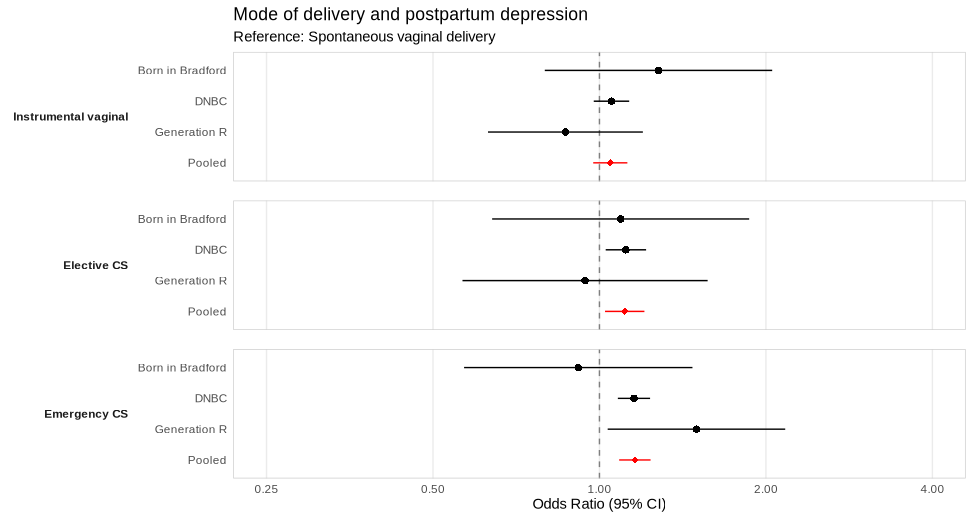 Mode of delivery and postpartum depression
Reference: Spontaneous vaginal delivery
Instrumental vaginal
Born in Bradford
DNBC
Generation R
Pooled
Elective CS
Born in Bradford
DNBC
Generation R
Pooled
Emergency CS
Born in Bradford
DNBC
Generation R
Pooled
0.25 0.50 1.00 2.00 4.00
Odds Ratio (95% CI)